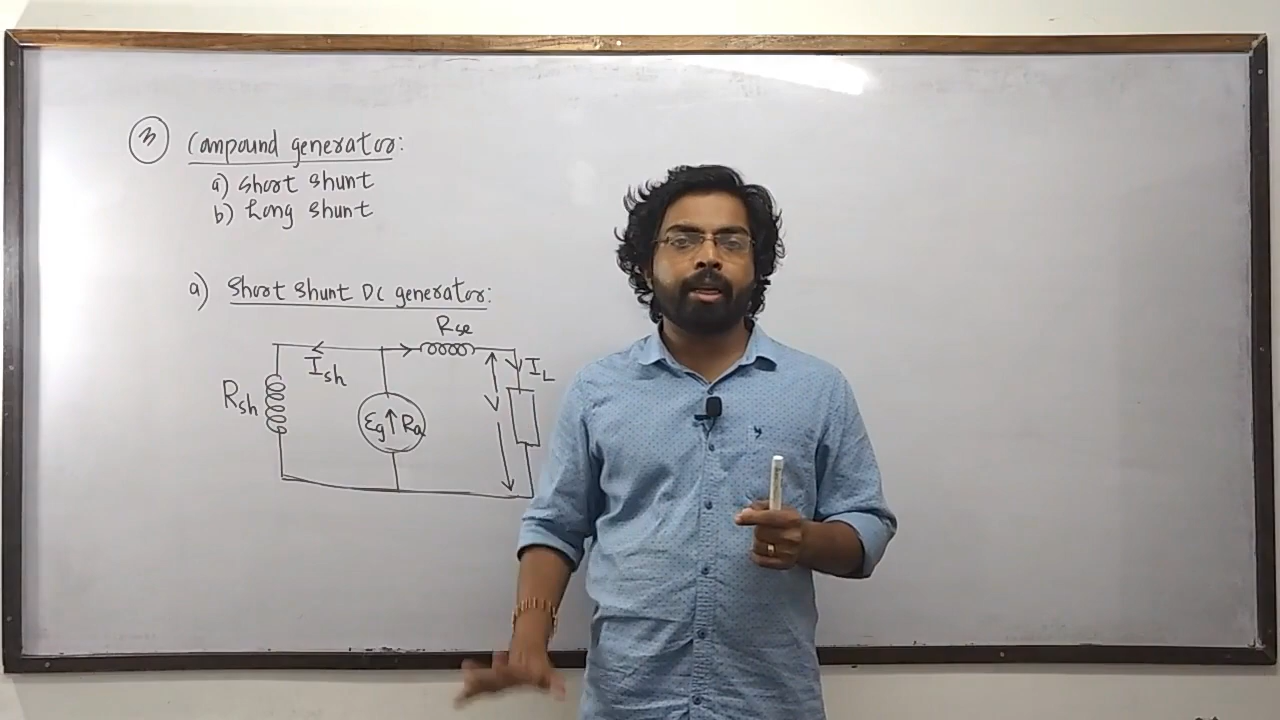 3 Compound generator:
a) Short shunt
b) Long shunt
a) Short shunt DC generator:
Rse
Ish
IL
Rsh
Eg Ra